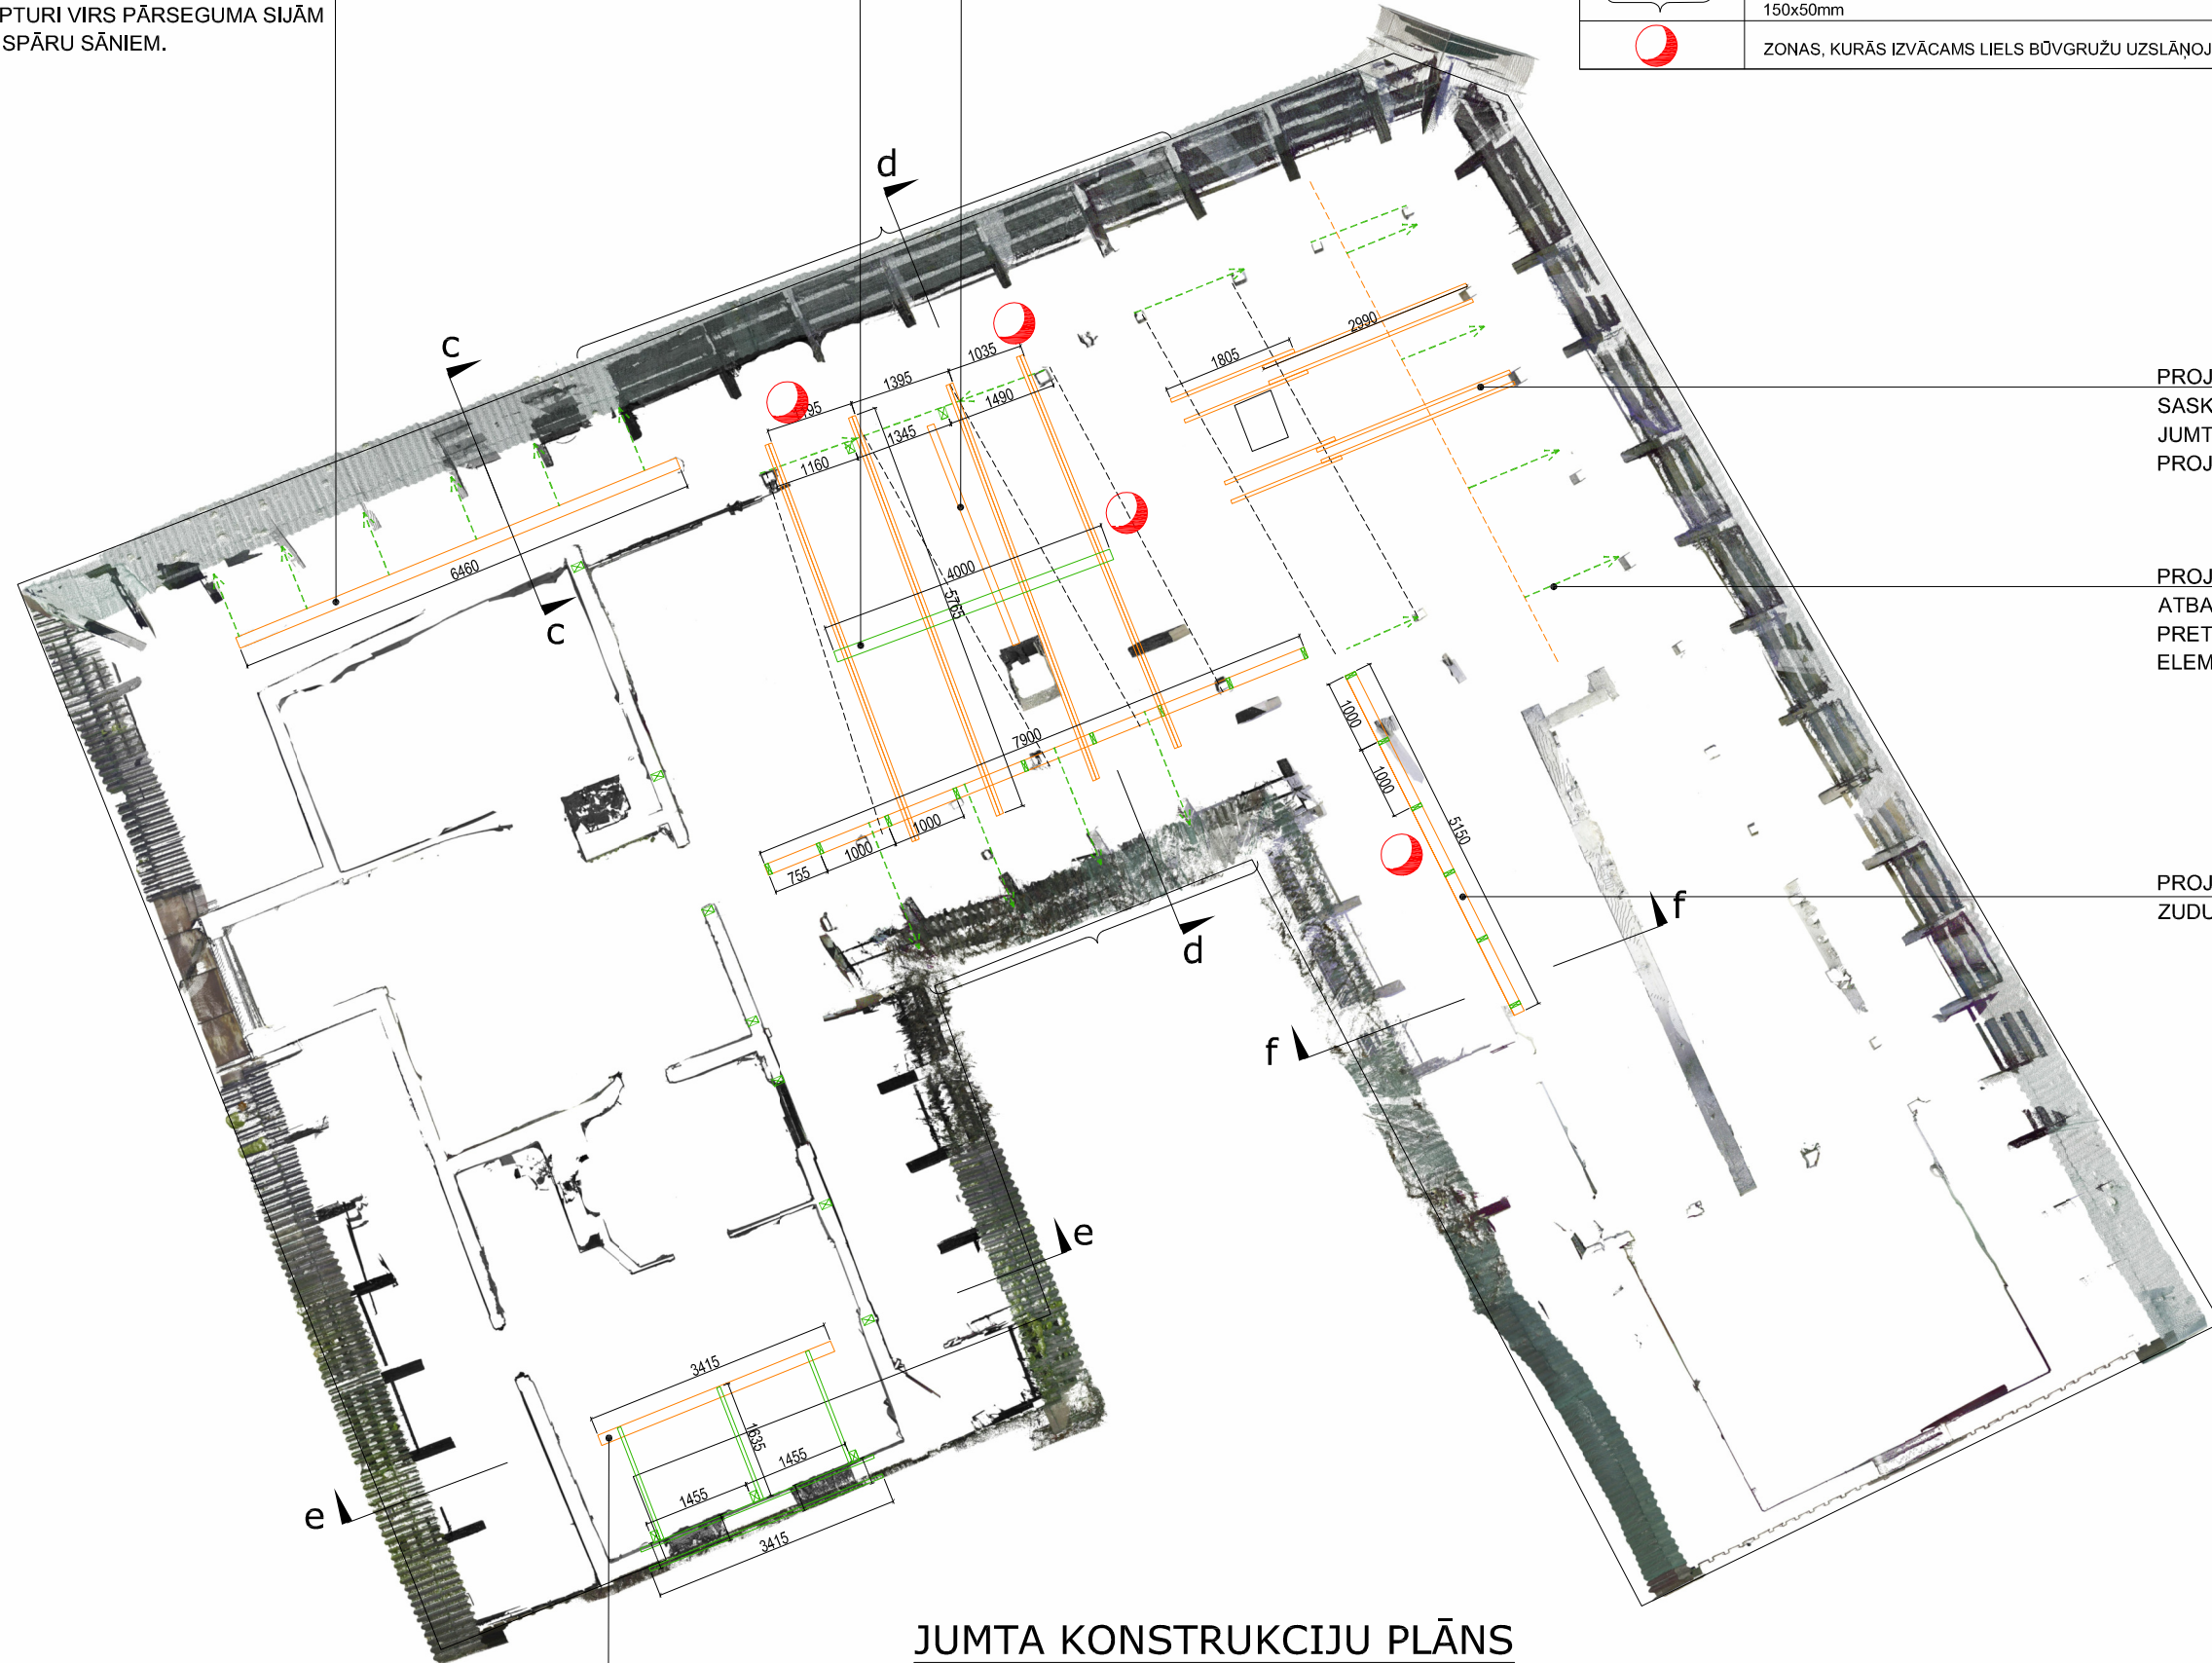 PTURI VIRS PĀRSEGUMA SIJĀM
SPĀRU SĀNIEM.
150x50mm
ZONAS, KURĀS IZVĀCAMS LIELS BŪVGRUŽU UZSLĀŅOJ
d
c
1035
2990
1805
1395
1490
1345
1160
PROJ
SASK
JUMT
PROJ
6460
4000
5765
c
PROJ
ATBA
PRET
ELEM
7900
1000
1000
5150
1000
1000
755
PROJ
ZUDU
f
d
f
e
3415
1635
1455
1455
e
3415
JUMTA KONSTRUKCIJU PLĀNS